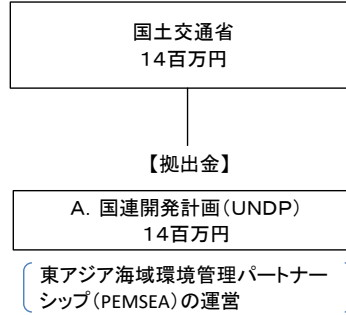 国土交通省
14百万円
【拠出金】
A. 国連開発計画(UNDP)
14百万円
東アジア海域環境管理パートナー
シップ(PEMSEA)の運営